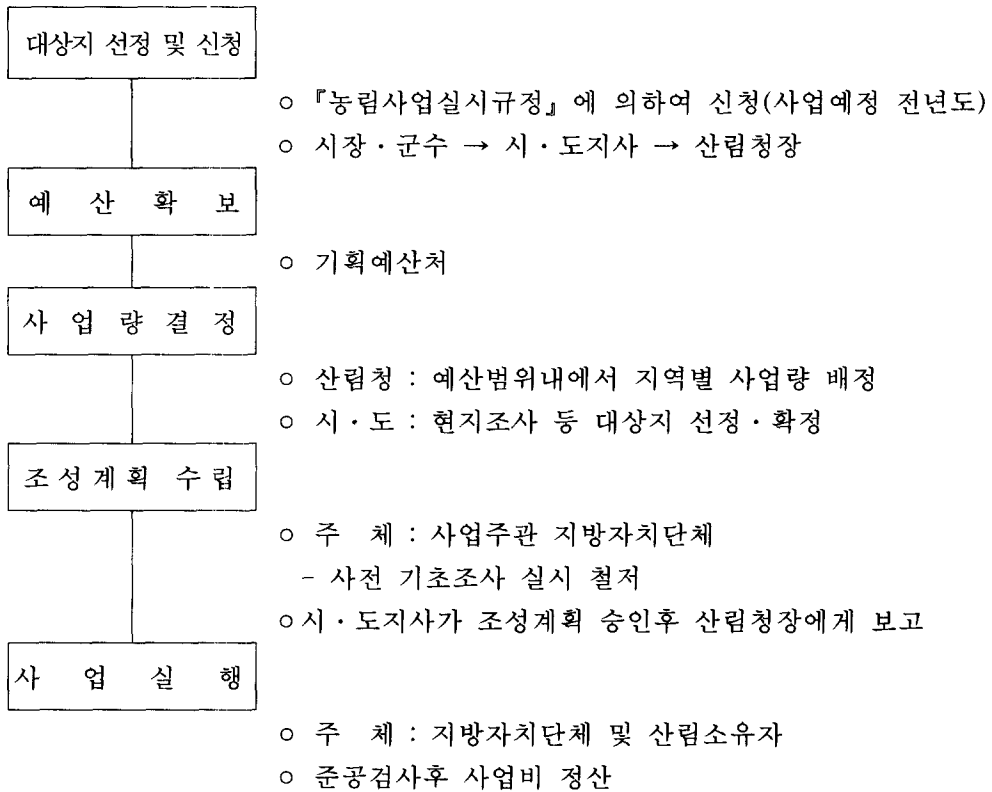 대상지 선정 및 신청
○ 『농림사업실시규정』에 의하여 신청(사업예정 전년도)
○ 시장·군수 → 시·도지사 → 산림청장
예 산 확 보
○ 기획예산처
사 업 량 결 정
○ 산림청 : 예산범위내에서 지역별 사업량 배정
○ 시·도 : 현지조사 등 대상지 선정·확정
조 성 계 획 수 립
○ 주 체 : 사업주관 지방자치단체
- 사전 기초조사 실시 철저
○시·도지사가 조성계획 승인후 산림청장에게 보고
사 업 실 행
○ 주 체 : 지방자치단체 및 산림소유자
○ 준공검사후 사업비 정산